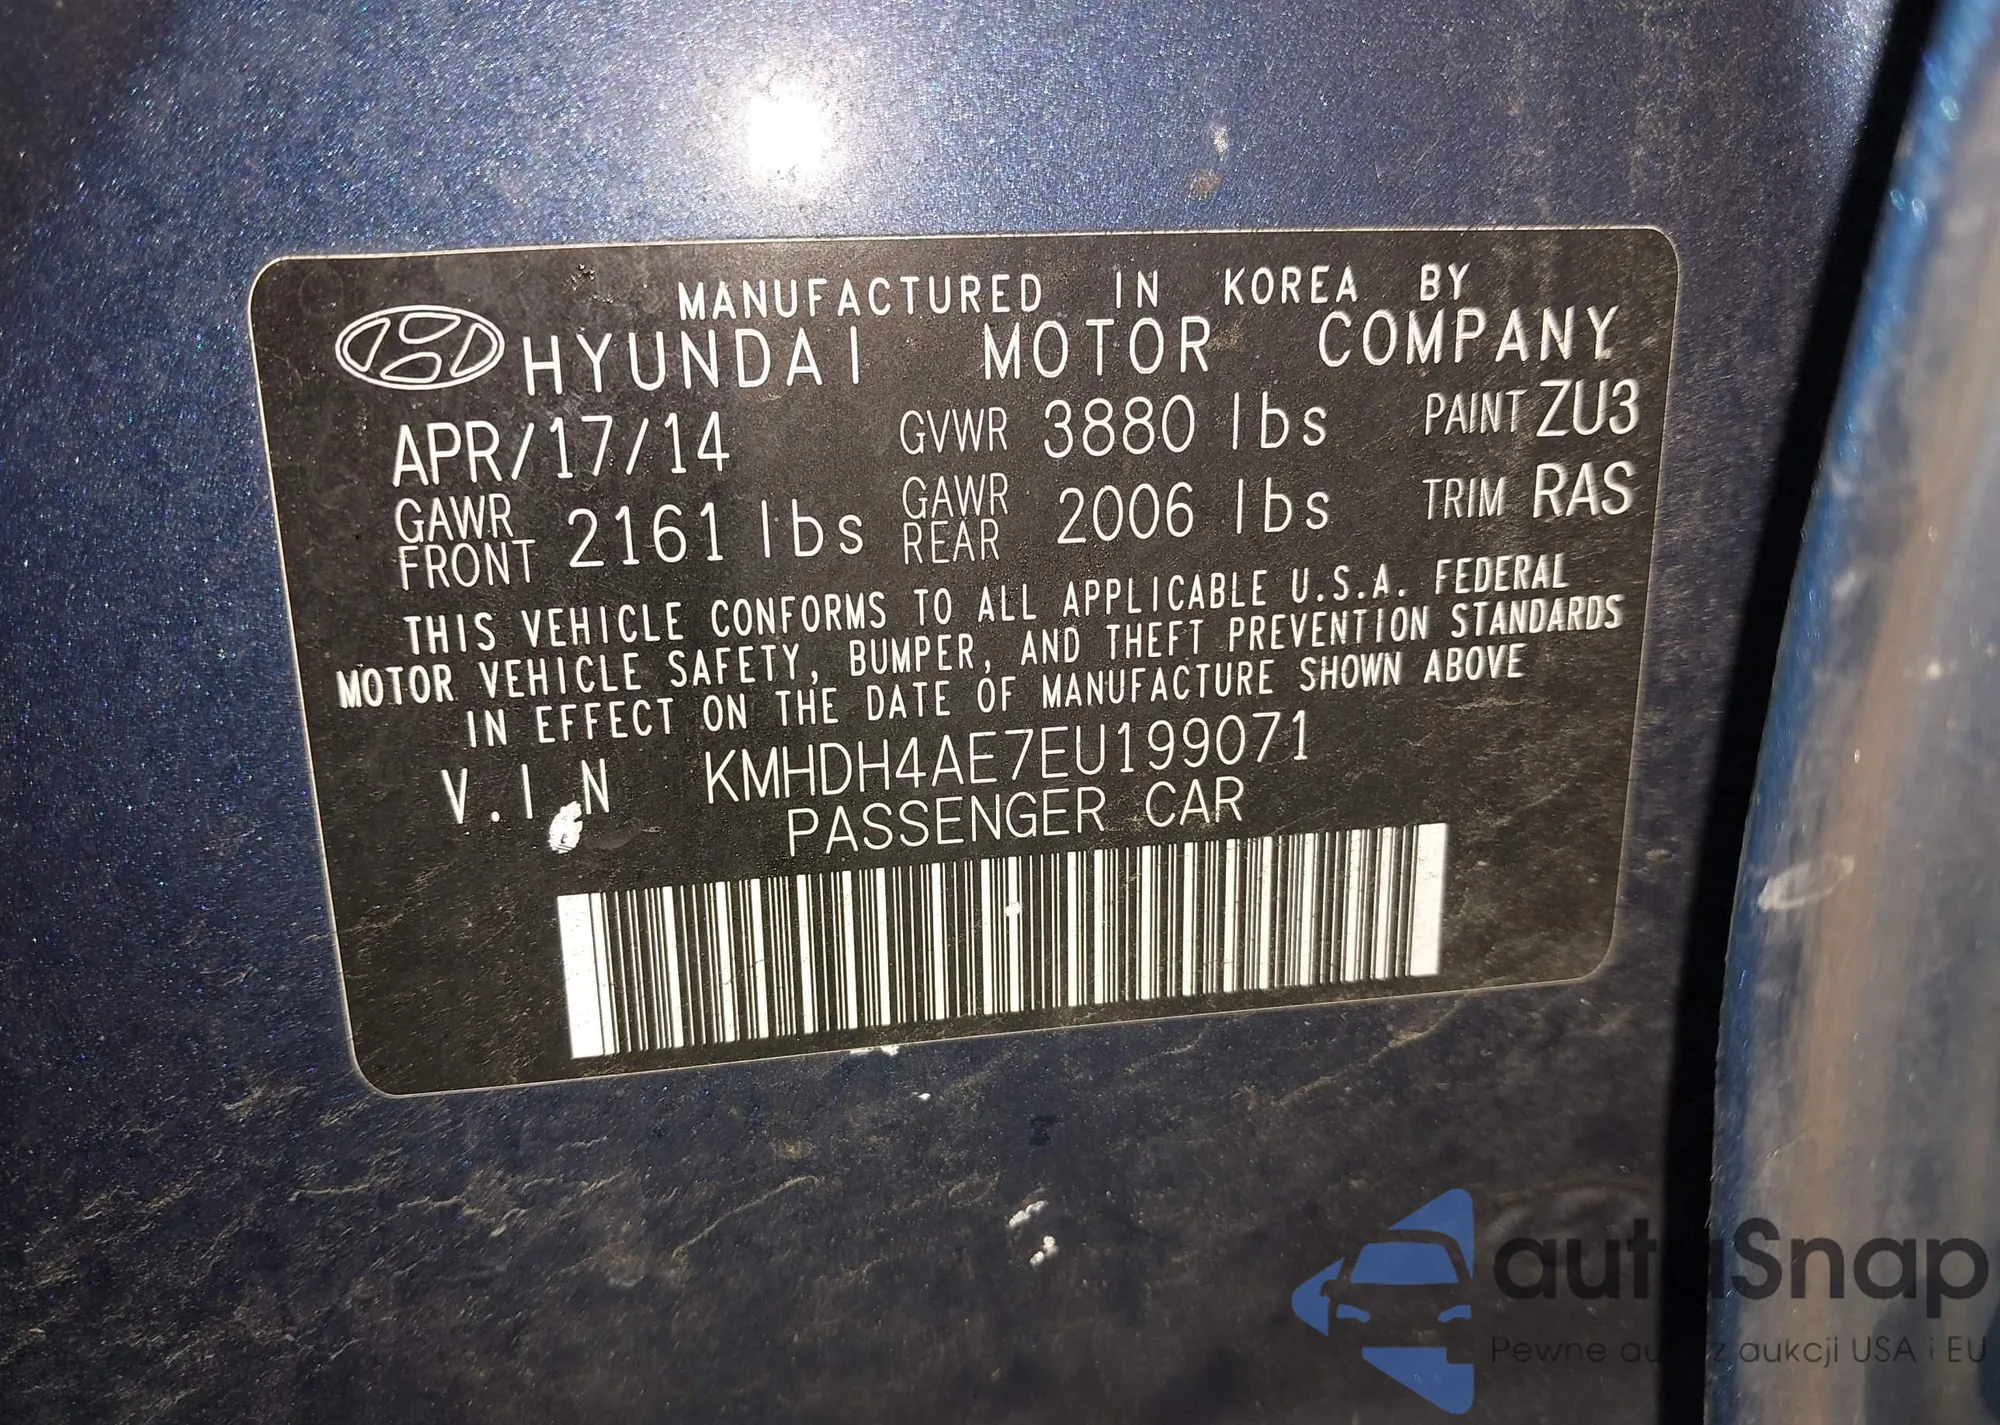 MANUFACTURED IN KOREA BY
HYUNDAI MOTOR COMPANY
APR/17/14 GVWR 3880 lbs PAINT ZU3
GAWR FRONT 2161 lbs GAWR REAR 2006 lbs TRIM RAS
THIS VEHICLE CONFORMS TO ALL APPLICABLE U.S.A. FEDERAL
MOTOR VEHICLE SAFETY, BUMPER, AND THEFT PREVENTION STANDARDS
IN EFFECT ON THE DATE OF MANUFACTURE SHOWN ABOVE
V.I.N KMHDH4AE7EU199071
PASSENGER CAR
autoSnap
Pewne auta z aukcji USA i EU